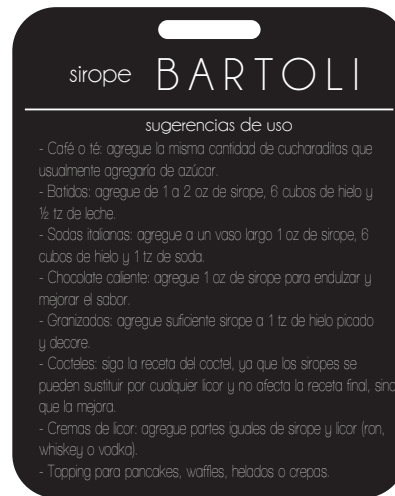 sirope BARTOLI
sugerencias de uso
- Café o té: agregue la misma cantidad de cucharaditas que
usualmente agregaría de azúcar.
- Batidos: agregue de 1 a 2 oz de sirope, 6 cubos de hielo y
½ tz de leche.
- Sodas italianas: agregue a un vaso largo 1 oz de sirope, 6
cubos de hielo y 1 tz de soda.
- Chocolate caliente: agregue 1 oz de sirope para endulzar y
mejorar el sabor.
- Granizados: agregue suficiente sirope a 1 tz de hielo picado
y decore.
- Cocteles: siga la receta del coctel, ya que los siropes se
pueden sustituir por cualquier licor y no afecta la receta final, sino
que la mejora.
- Cremas de licor: agregue partes iguales de sirope y licor (ron,
whiskey o vodka).
- Topping para pancakes, waffles, helados o crepas.